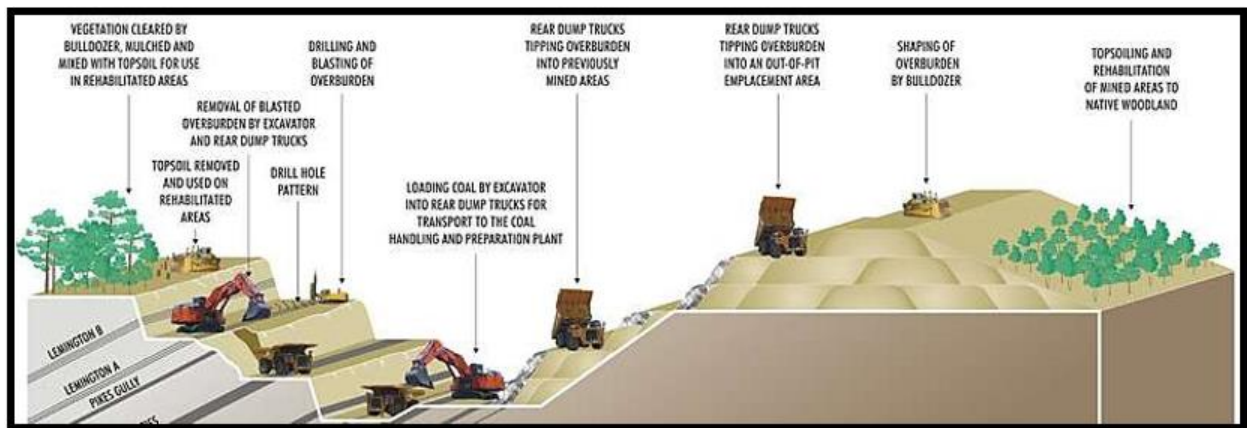 VEGETATION CLEARED BY
BULLDOZER, MULCHED AND
MIXED WITH TOPSOIL FOR USE
IN REHABILITATED AREAS
REMOVAL OF BLASTED
OVERBURDEN BY EXCAVATOR
AND REAR DUMP TRUCKS
TOPSOIL REMOVED
AND USED ON
REHABILITATED
AREAS
DRILL HOLE
PATTERN
DRILLING AND
BLASTING OF
OVERBURDEN
LOADING COAL BY EXCAVATOR
INTO REAR DUMP TRUCKS FOR
TRANSPORT TO THE COAL
HANDLING AND PREPARATION PLANT
REAR DUMP TRUCKS
TIPPING OVERBURDEN
INTO PREVIOUSLY
MINED AREAS
REAR DUMP TRUCKS
TIPPING OVERBURDEN
INTO AN OUT-OF-PIT
EMPLACEMENT AREA
SHAPING OF
OVERBURDEN
BY BULLDOZER
TOPSOILING AND
REHABILITATION
OF MINED AREAS TO
NATIVE WOODLAND
LEMINGTON B
LEMINGTON A
PIKES GULLY